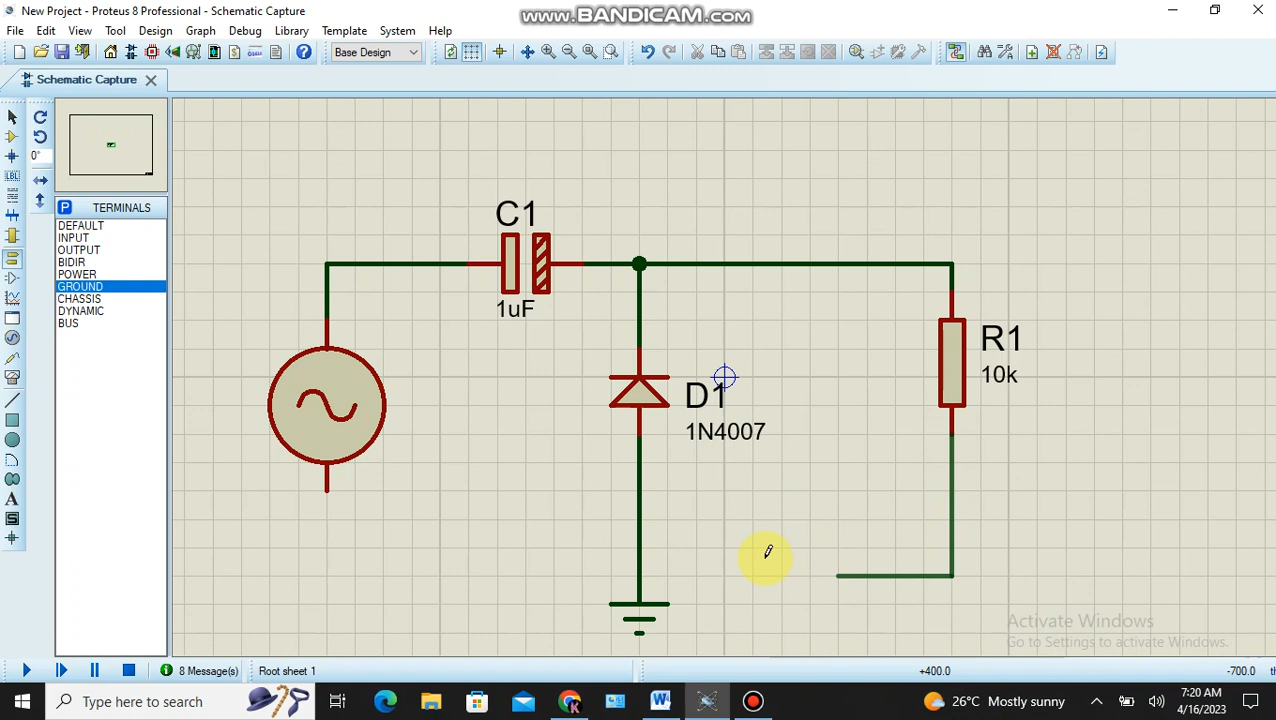 New Project - Proteus 8 Professional - Schematic Capture
www.BANDICAM.com
File Edit View Tool Design Graph Debug Library Template System Help
Base Design
Schematic Capture
0°
P TERMINALS
DEFAULT
INPUT
OUTPUT
BIDIR
POWER
GROUND
CHASSIS
DYNAMIC
BUS
LBL
A
S
C1
1uF
D1
1N4007
R1
10k
Activate Windows
Go to Settings to activate Windows.
8 Message(s) Root sheet 1 +400.0 -700.0 th
Type here to search
26°C Mostly sunny
7:20 AM
4/16/2023